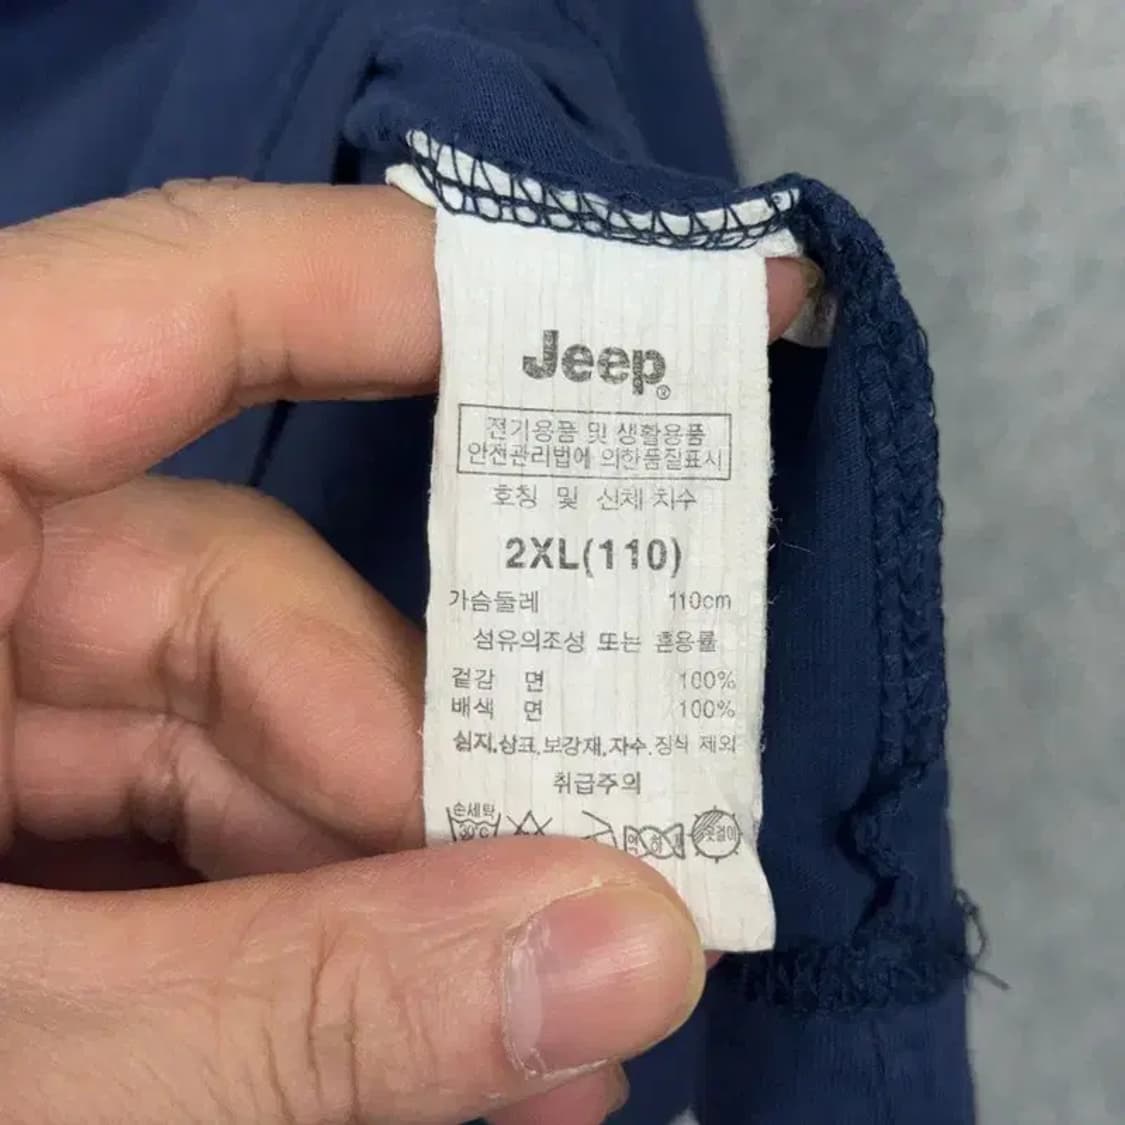 Jeep®
전기용품 및 생활용품
안전관리법에 의한품질표시
호칭 및 신체 치수
2XL(110)
가슴둘레 110cm
섬유의조성 또는 혼용률
겉감 면 100%
배색 면 100%
심지,상표,보강재,자수,장식 제외
취급주의
손세탁
30℃
약하게
옷걸이